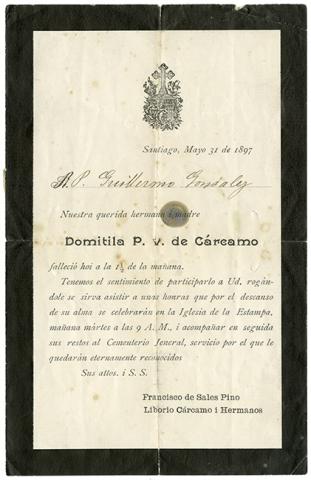 Santiago, Mayo 31 de 1897
R.P. Guillermo Gonzalez
Nuestra querida hermana i madre
Domitila P. v. de Cárcamo
falleció hoi a la 1½ de la mañana.
Tenemos el sentimiento de participarlo a Ud. rogán-
dole se sirva asistir a unas honras que por el descanso
de su alma se celebrarán en la Iglesia de la Estampa,
mañana mártes a las 9 A. M., i acompañar en seguida
sus restos al Cementerio Jeneral, servicio por el que le
quedarán eternamente reconocidos
Sus attos. i S. S.
Francisco de Sales Pino
Liborio Cárcamo i Hermanos